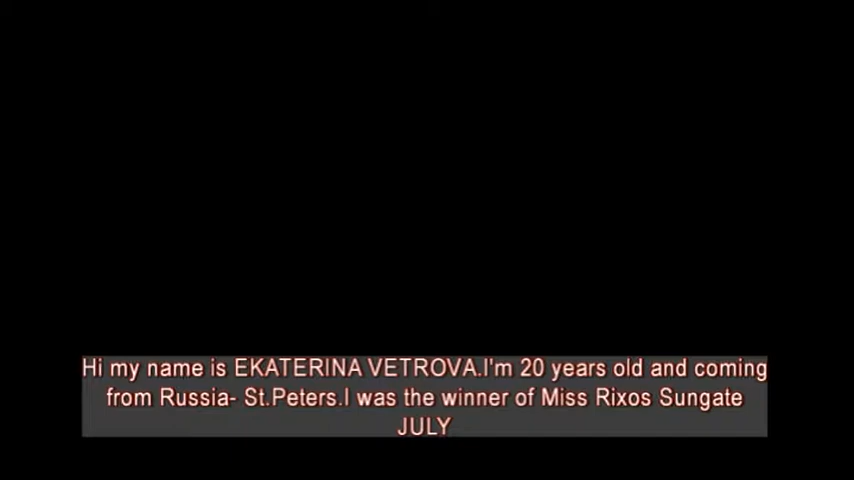 Hi my name is EKATERINA VETROVA.I'm 20 years old and coming
from Russia- St.Peters.I was the winner of Miss Rixos Sungate
JULY